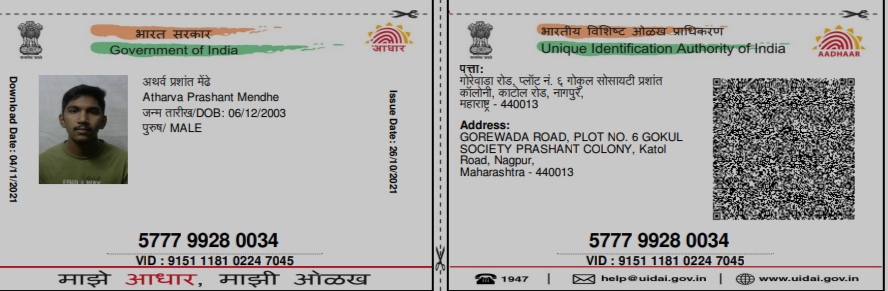 भारत सरकार
Government of India
आधार
Download Date: 04/11/2021
अथर्व प्रशांत मेंढे
Atharva Prashant Mendhe
जन्म तारीख/DOB: 06/12/2003
पुरुष/ MALE
Issue Date: 26/10/2021
5777 9928 0034
VID : 9151 1181 0224 7045
माझे आधार, माझी ओळख
भारतीय विशिष्ट ओळख प्राधिकरण
Unique Identification Authority of India
AADHAAR
पत्ता:
गोरेवाडा रोड, प्लॉट नं. ६ गोकुल सोसायटी प्रशांत
कॉलोनी, काटोल रोड, नागपुर,
महाराष्ट्र - 440013
Address:
GOREWADA ROAD, PLOT NO. 6 GOKUL
SOCIETY PRASHANT COLONY, Katol
Road, Nagpur,
Maharashtra - 440013
5777 9928 0034
VID : 9151 1181 0224 7045
1947 | help@uidai.gov.in | www.uidai.gov.in